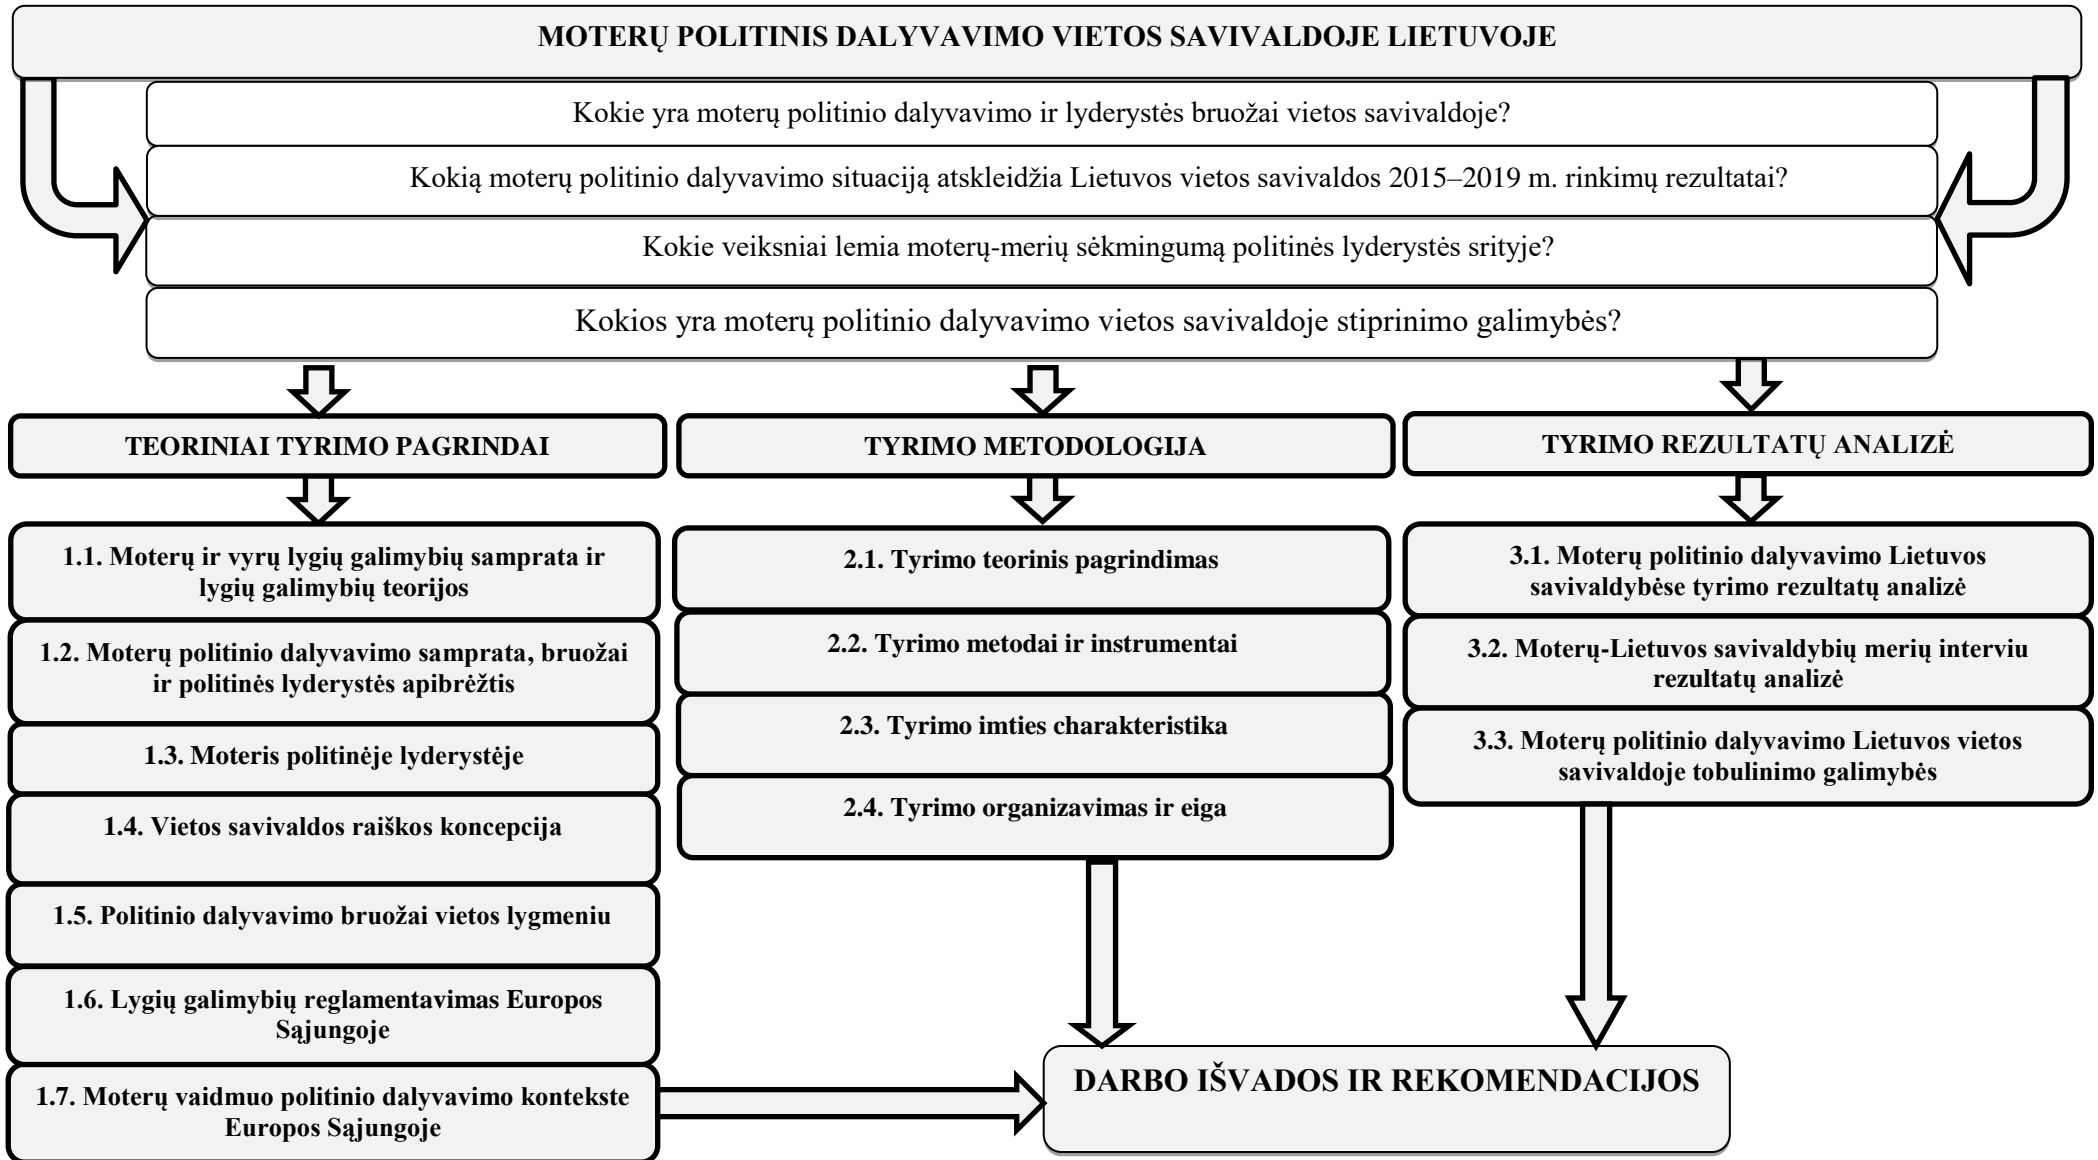 MOTERŲ POLITINIS DALYVAVIMO VIETOS SAVIVALDOJE LIETUVOJE
Kokie yra moterų politinio dalyvavimo ir lyderystės bruožai vietos savivaldoje?
Kokią moterų politinio dalyvavimo situaciją atskleidžia Lietuvos vietos savivaldos 2015–2019 m. rinkimų rezultatai?
Kokie veiksniai lemia moterų-merių sėkmingumą politinės lyderystės srityje?
Kokios yra moterų politinio dalyvavimo vietos savivaldoje stiprinimo galimybės?
TEORINIAI TYRIMO PAGRINDAI
1.1. Moterų ir vyrų lygių galimybių samprata ir
lygių galimybių teorijos
1.2. Moterų politinio dalyvavimo samprata, bruožai
ir politinės lyderystės apibrėžtis
1.3. Moteris politinėje lyderystėje
1.4. Vietos savivaldos raiškos koncepcija
1.5. Politinio dalyvavimo bruožai vietos lygmeniu
1.6. Lygių galimybių reglamentavimas Europos
Sąjungoje
1.7. Moterų vaidmuo politinio dalyvavimo kontekste
Europos Sąjungoje
TYRIMO METODOLOGIJA
2.1. Tyrimo teorinis pagrindimas
2.2. Tyrimo metodai ir instrumentai
2.3. Tyrimo imties charakteristika
2.4. Tyrimo organizavimas ir eiga
TYRIMO REZULTATŲ ANALIZĖ
3.1. Moterų politinio dalyvavimo Lietuvos
savivaldybėse tyrimo rezultatų analizė
3.2. Moterų-Lietuvos savivaldybių merių interviu
rezultatų analizė
3.3. Moterų politinio dalyvavimo Lietuvos vietos
savivaldoje tobulinimo galimybės
DARBO IŠVADOS IR REKOMENDACIJOS